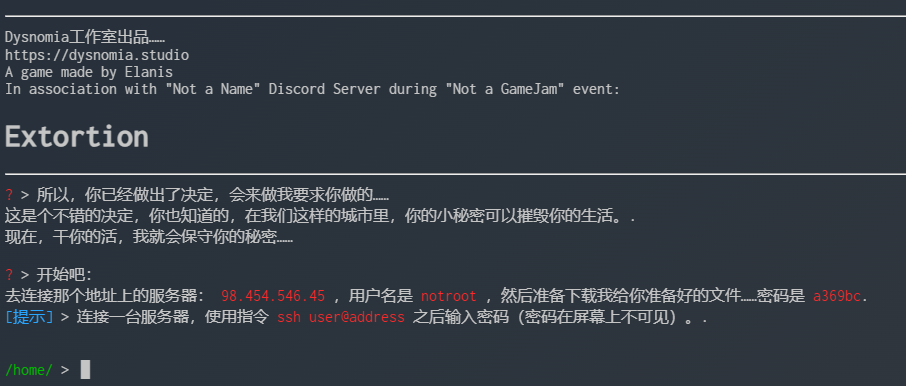 Dysnomia工作室出品……
https://dysnomia.studio
A game made by Elanis
In association with "Not a Name" Discord Server during "Not a GameJam" event:
Extortion
? > 所以，你已经做出了决定，会来做我要求你做的……
这是个不错的决定，你也知道的，在我们这样的城市里，你的小秘密可以摧毁你的生活。.
现在，干你的活，我就会保守你的秘密……
? > 开始吧：
去连接那个地址上的服务器： 98.454.546.45 ，用户名是 notroot ，然后准备下载我给你准备好的文件……密码是 a369bc.
[提示] > 连接一台服务器，使用指令 ssh user@address 之后输入密码（密码在屏幕上不可见）。.
/home/ >